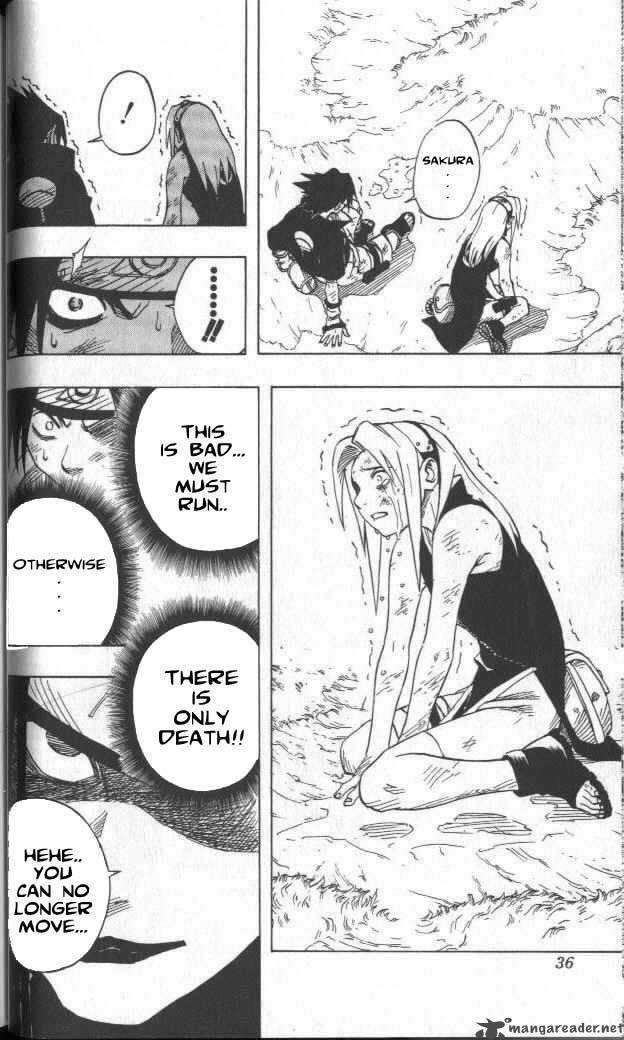 SAKURA
.
.
.
!
........!!
THIS
IS BAD...
WE
MUST
RUN..
OTHERWISE
.
.
.
THERE
IS
ONLY
DEATH!!
HEHE..
YOU
CAN NO
LONGER
MOVE...
36
mangareader.net